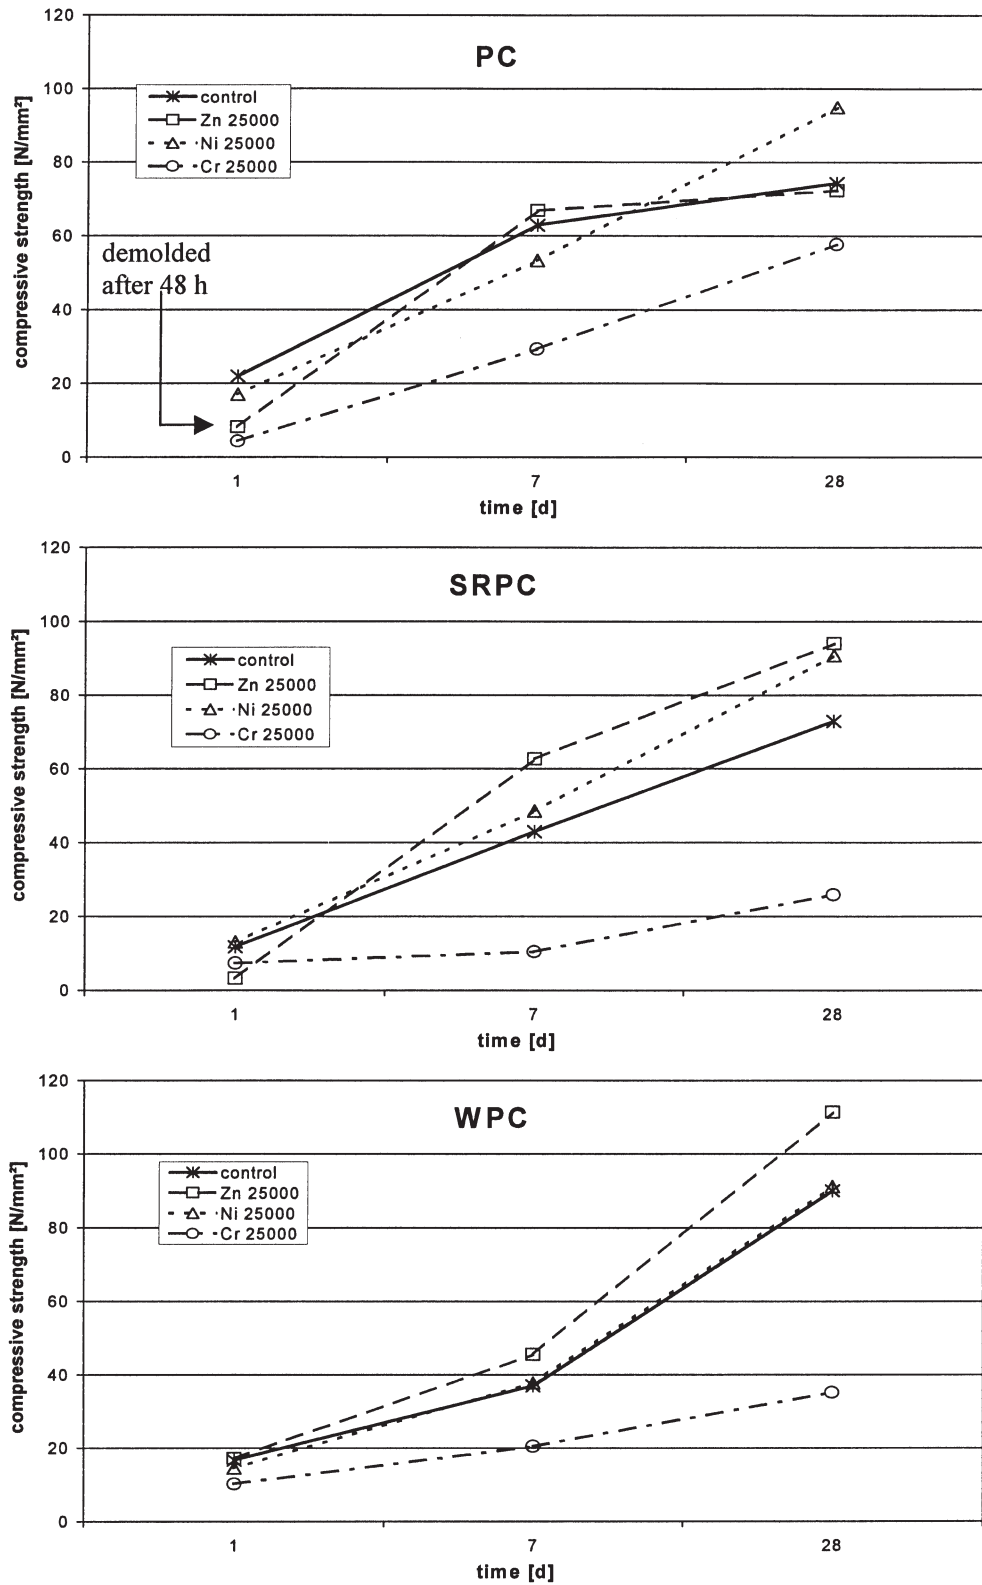 PC
compressive strength [N/mm²]
120
100
80
60
40
20
0
control
Zn 25000
Ni 25000
Cr 25000
demolded
after 48 h
1 7 28
time [d]
SRPC
compressive strength [N/mm²]
120
100
80
60
40
20
0
control
Zn 25000
Ni 25000
Cr 25000
1 7 28
time [d]
WPC
compressive strength [N/mm²]
120
100
80
60
40
20
0
control
Zn 25000
Ni 25000
Cr 25000
1 7 28
time [d]